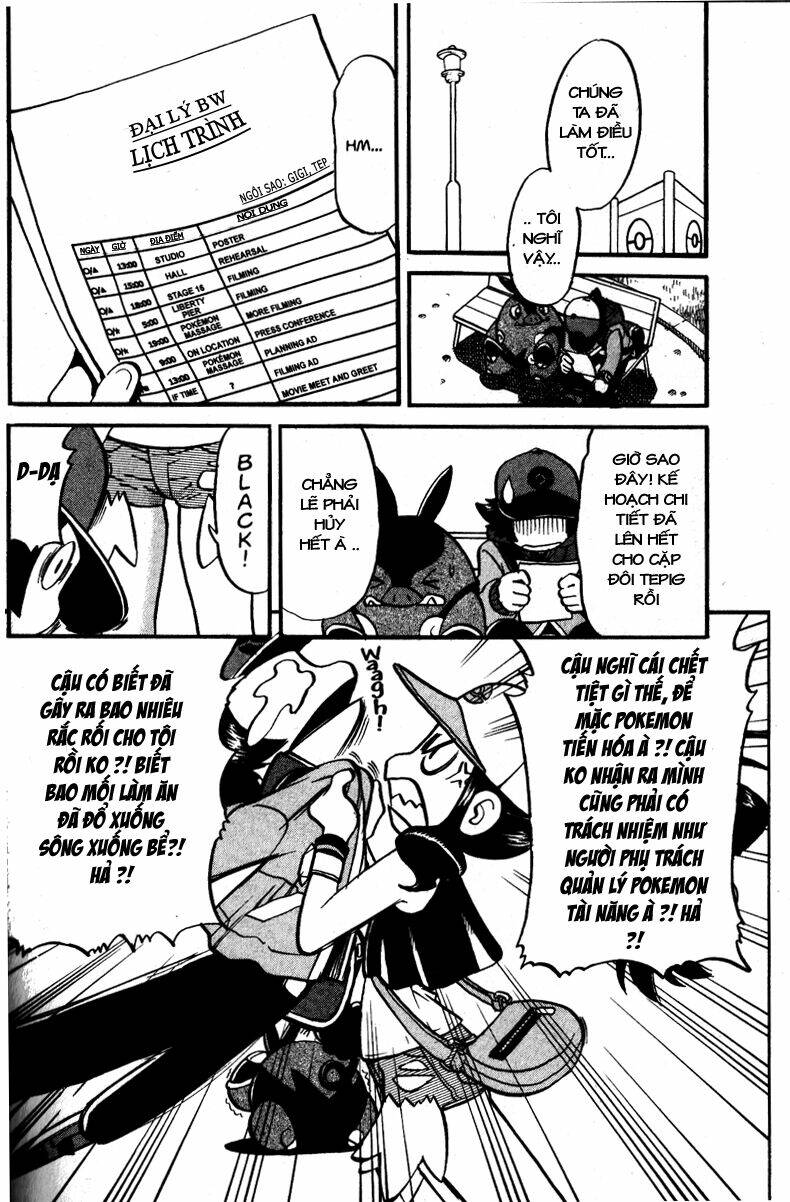 CHÚNG
TA ĐÃ
LÀM ĐIỀU
TỐT...
.. TÔI
NGHĨ
VẬY...
HM...
ĐẠI LÝ BW
LỊCH TRÌNH
NGÔI SAO: GIGI, TEP
NGÀY GIỜ ĐỊA ĐIỂM NỘI DUNG
O/▲ 13:00 STUDIO POSTER
O/▲ 15:00 HALL REHEARSAL
O/▲ 18:00 STAGE 16 FILMING
O/★ 5:00 LIBERTY PIER FILMING
O/★ 19:00 POKÉMON MASSAGE MORE FILMING
9:00 ON LOCATION PRESS CONFERENCE
13:00 POKÉMON MASSAGE PLANNING AD
IF TIME ? FILMING AD
MOVIE MEET AND GREET
GIỜ SAO
ĐÂY! KẾ
HOẠCH CHI
TIẾT ĐÃ
LÊN HẾT
CHO CẶP
ĐÔI TEPIG
RỒI
CHẲNG
LẼ PHẢI
HỦY
HẾT À ..
BLACK!
D-DẠ
CẬU NGHĨ CÁI CHẾT
TIỆT GÌ THẾ, ĐỂ
MẶC POKEMON
TIẾN HÓA À ?! CẬU
KO NHẬN RA MÌNH
CŨNG PHẢI CÓ
TRÁCH NHIỆM NHƯ
NGƯỜI PHỤ TRÁCH
QUẢN LÝ POKEMON
TÀI NĂNG À ?! HẢ
?!
Waagh!
CẬU CÓ BIẾT ĐÃ
GÂY RA BAO NHIÊU
RẮC RỐI CHO TÔI
RỒI KO ?! BIẾT
BAO MỐI LÀM ĂN
ĐÃ ĐỔ XUỐNG
SÔNG XUỐNG BỂ?!
HẢ ?!